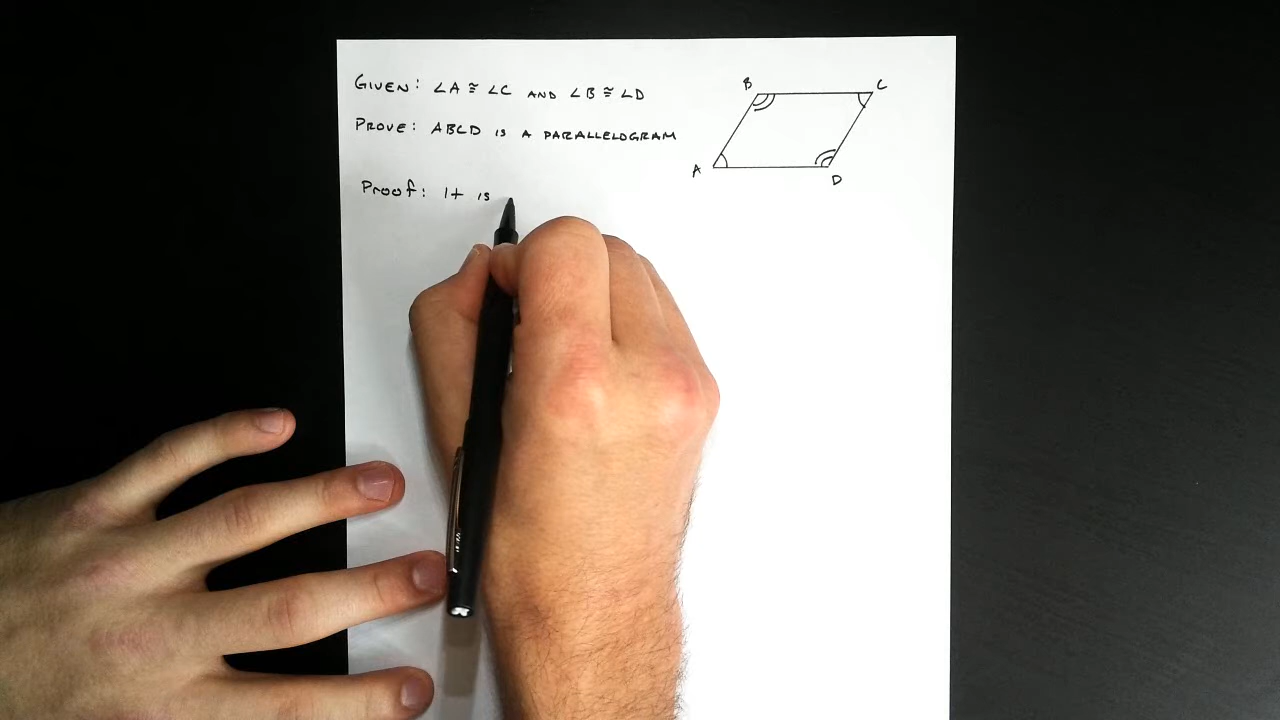 GIVEN: ∠A ≅ ∠C AND ∠B ≅ ∠D
PROVE: ABCD IS A PARALLELOGRAM
Proof: It is
B
C
A
D